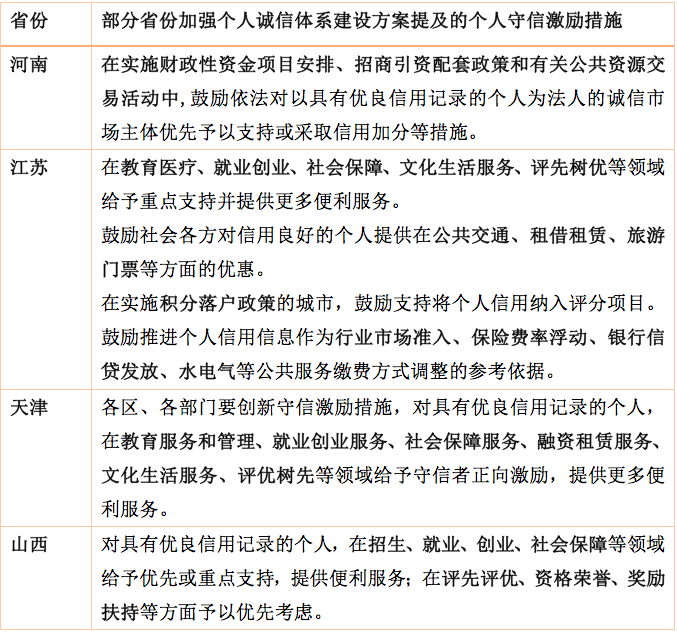 省份
部分省份加强个人诚信体系建设方案提及的个人守信激励措施
河南
在实施财政性资金项目安排、招商引资配套政策和有关公共资源交
易活动中,鼓励依法对以具有优良信用记录的个人为法人的诚信市
场主体优先予以支持或采取信用加分等措施。
江苏
在教育医疗、就业创业、社会保障、文化生活服务、评先树优等领域
给予重点支持并提供更多便利服务。
鼓励社会各方对信用良好的个人提供在公共交通、租借租赁、旅游
门票等方面的优惠。
在实施积分落户政策的城市，鼓励支持将个人信用纳入评分项目。
鼓励推进个人信用信息作为行业市场准入、保险费率浮动、银行信
贷发放、水电气等公共服务缴费方式调整的参考依据。
天津
各区、各部门要创新守信激励措施，对具有优良信用记录的个人，
在教育服务和管理、就业创业服务、社会保障服务、融资租赁服务、
文化生活服务、评优树先等领域给予守信者正向激励，提供更多便
利服务。
山西
对具有优良信用记录的个人，在招生、就业、创业、社会保障等领域
给予优先或重点支持，提供便利服务；在评先评优、资格荣誉、奖励
扶持等方面予以优先考虑。